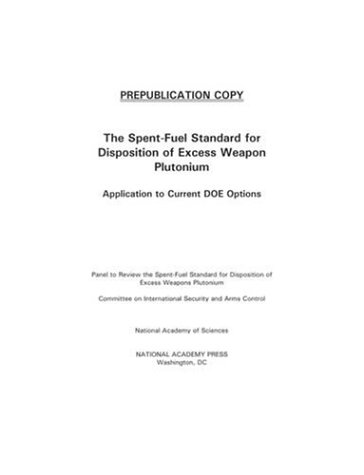 PREPUBLICATION COPY
The Spent-Fuel Standard for
Disposition of Excess Weapon
Plutonium
Application to Current DOE Options
Panel to Review the Spent-Fuel Standard for Disposition of
Excess Weapons Plutonium
Committee on International Security and Arms Control
National Academy of Sciences
NATIONAL ACADEMY PRESS
Washington, DC